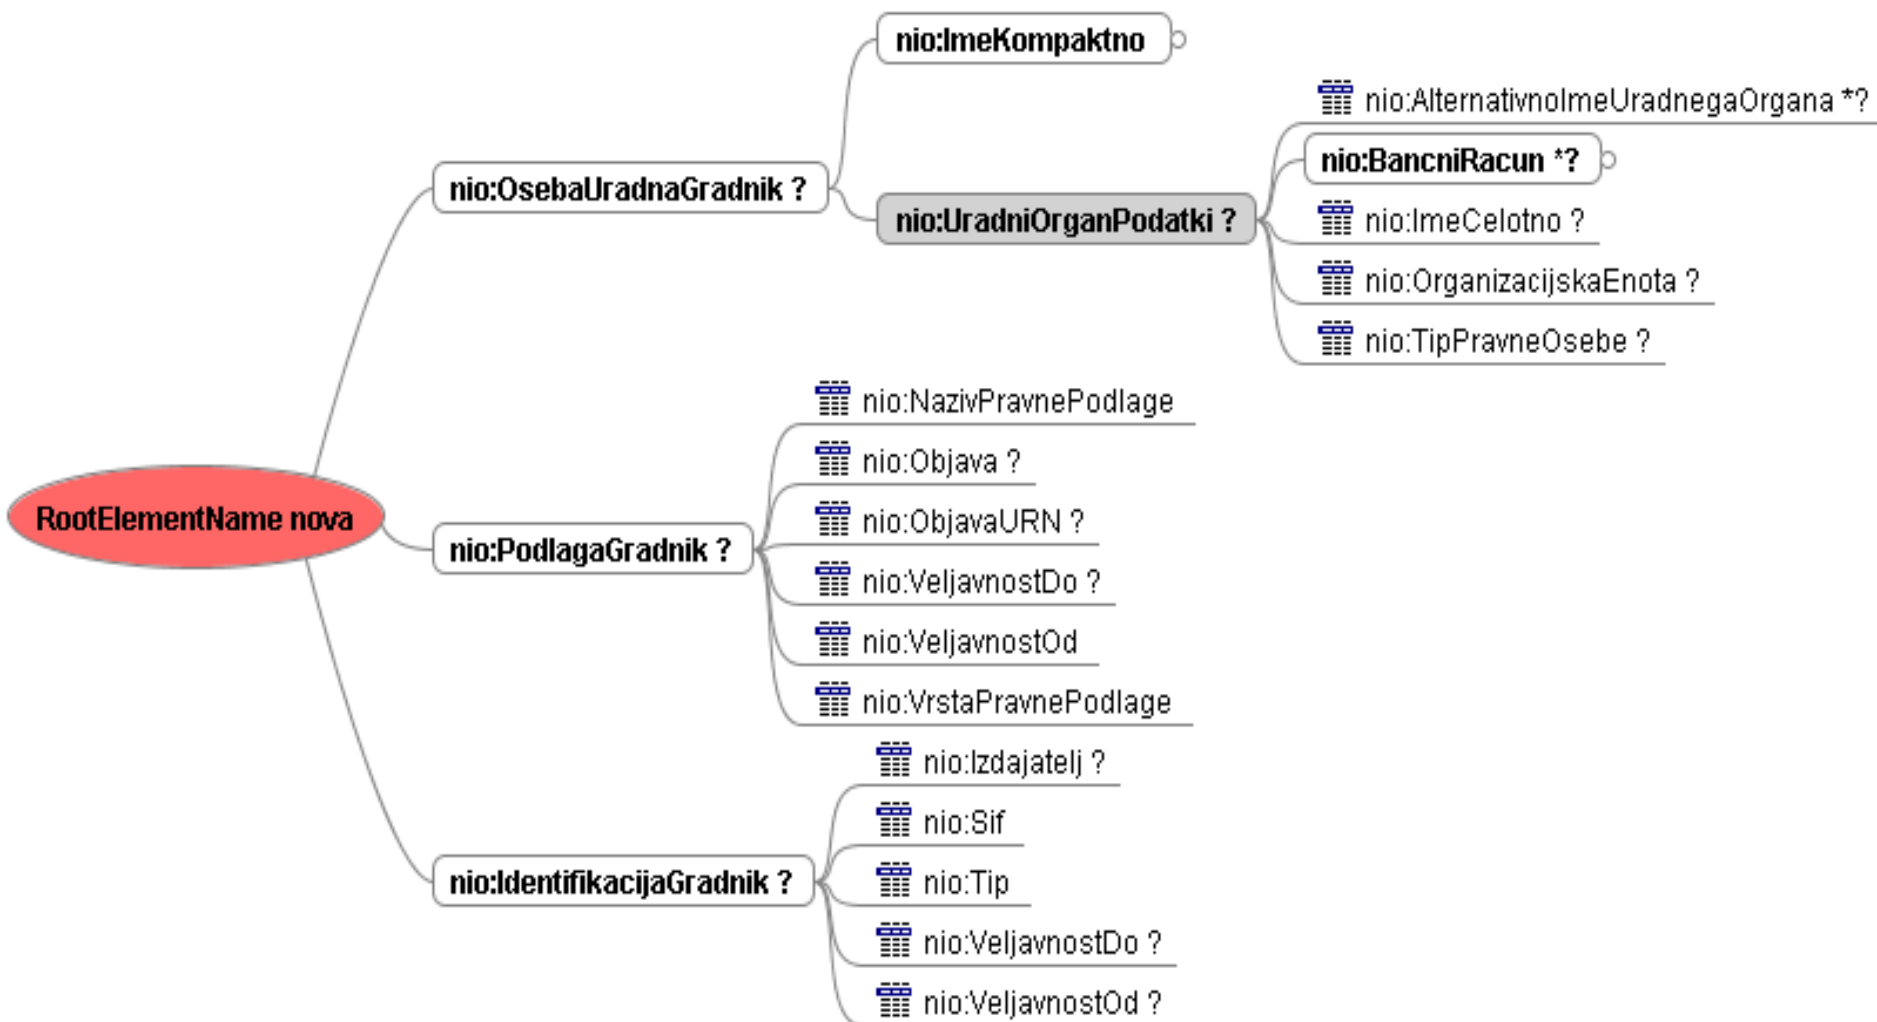 nio:ImeKompaktno
nio:AlternativnoImeUradnegaOrgana *?
nio:BancniRacun *?
nio:OsebaUradnaGradnik ?
nio:UradniOrganPodatki ?
nio:ImeCelotno ?
nio:OrganizacijskaEnota ?
nio:TipPravneOsebe ?
nio:NazivPravnePodlage
nio:Objava ?
nio:ObjavaURN ?
RootElementName nova
nio:PodlagaGradnik ?
nio:VeljavnostDo ?
nio:VeljavnostOd
nio:VrstaPravnePodlage
nio:Izdajatelj ?
nio:Sif
nio:IdentifikacijaGradnik ?
nio:Tip
nio:VeljavnostDo ?
nio:VeljavnostOd ?